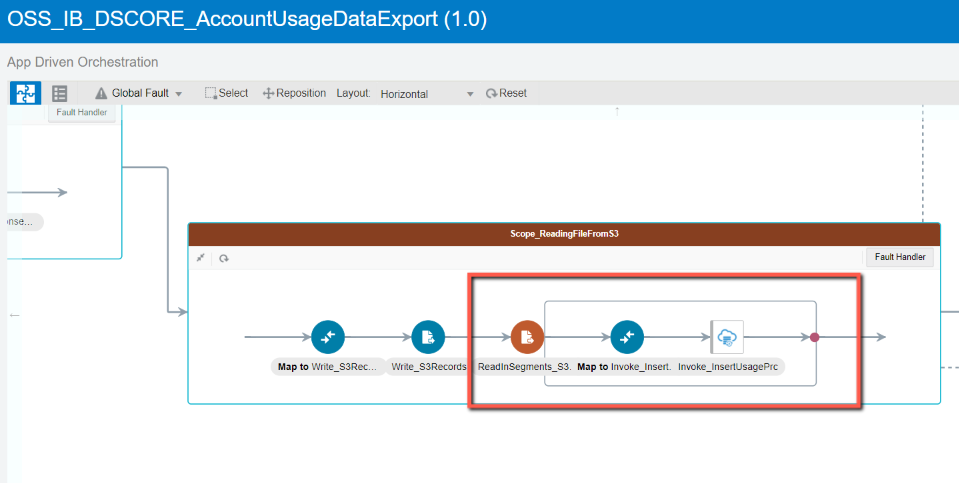 OSS_IB_DSCORE_AccountUsageDataExport (1.0)
App Driven Orchestration
Global Fault Select Reposition Layout: Horizontal Reset
Fault Handler
onse...
Scope_ReadingFileFromS3
Fault Handler
Map to Write_S3Rec... Write_S3Records ReadInSegments_S3. Map to Invoke_Insert. Invoke_InsertUsagePrc